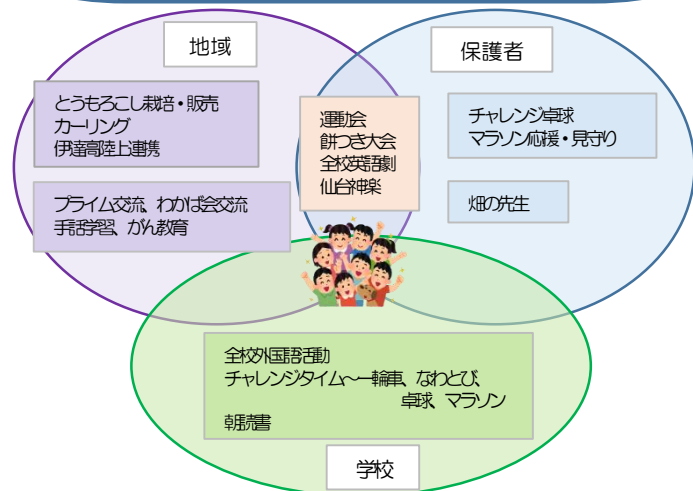 地域
保護者
とうもろこし栽培・販売
カーリング
伊達高陸上連携
プライム交流、わかば会交流
手話学習、がん教育
運動会
餅つき大会
全校英語劇
仙台神楽
チャレンジ卓球
マラソン応援・見守り
畑の先生
全校外国語活動
チャレンジタイム～一輪車、なわとび、
卓球、マラソン
朝読書
学校